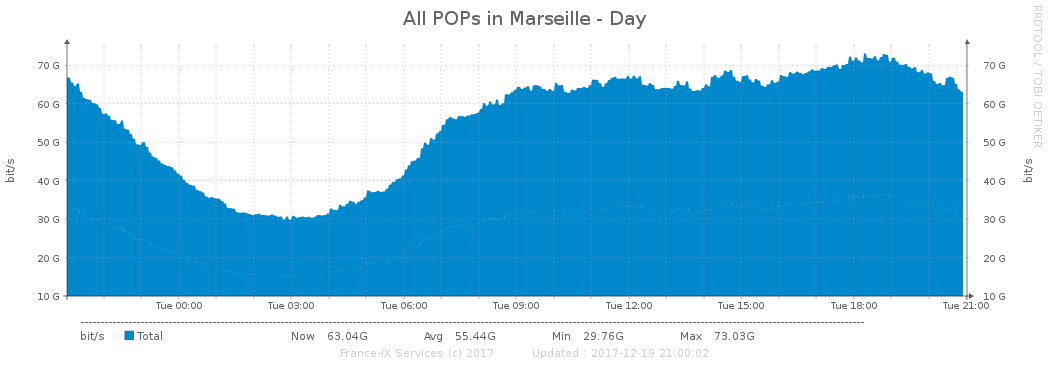 All POPs in Marseille - Day
RRDTOOL / TOBI OETIKER
bit/s
70 G
60 G
50 G
40 G
30 G
20 G
10 G
70 G
60 G
50 G
40 G
30 G
20 G
10 G
bit/s
Tue 00:00 Tue 03:00 Tue 06:00 Tue 09:00 Tue 12:00 Tue 15:00 Tue 18:00 Tue 21:00
bit/s Total Now 63.04G Avg 55.44G Min 29.76G Max 73.03G
France-IX Services (c) 2017 Updated : 2017-12-19 21:00:02